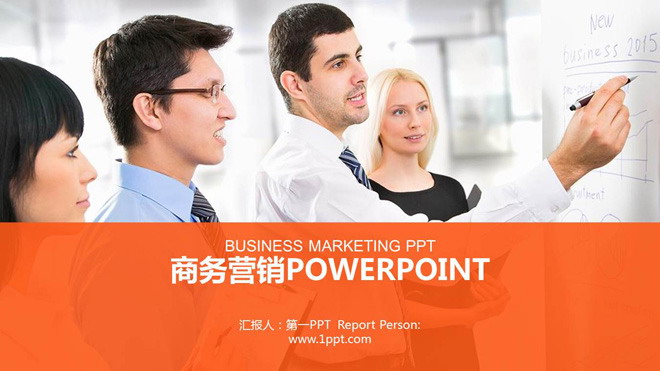 New
business 2015
BUSINESS MARKETING PPT
商务营销POWERPOINT
汇报人：第一PPT Report Person:
www.1ppt.com